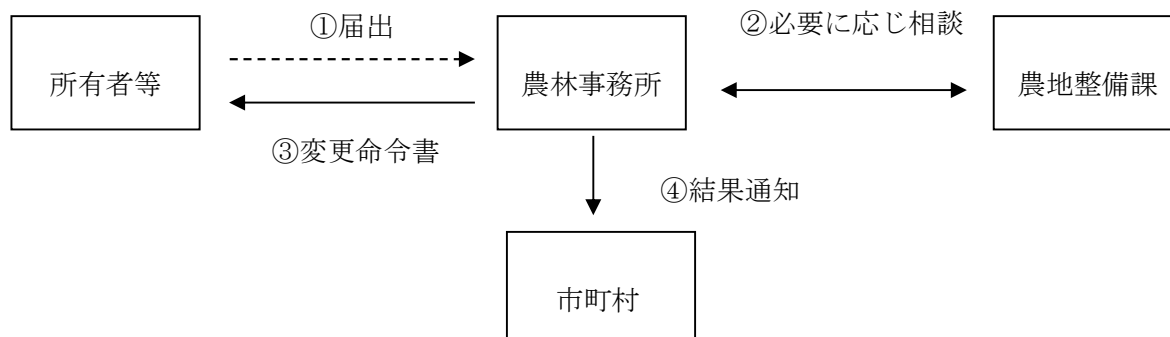 ①届出
②必要に応じ相談
所有者等
農林事務所
農地整備課
③変更命令書
④結果通知
市町村